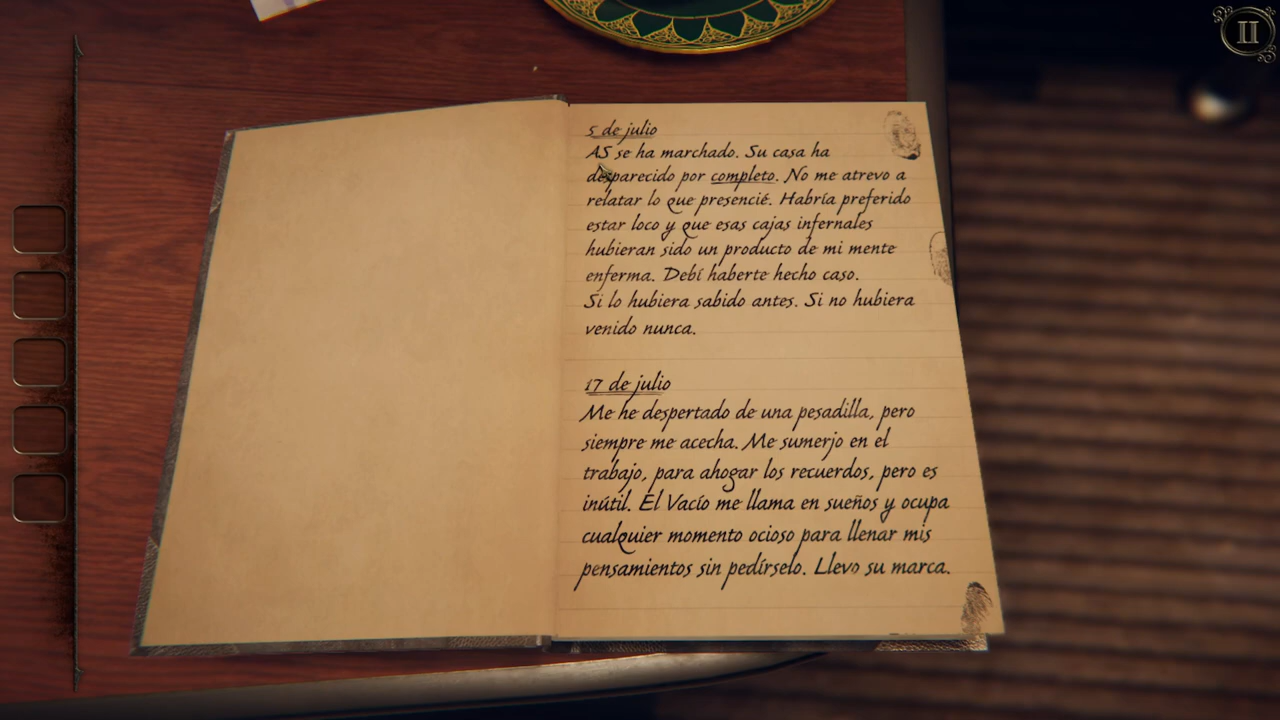 II
5 de julio
AS se ha marchado. Su casa ha
desparecido por completo. No me atrevo a
relatar lo que presencié. Habría preferido
estar loco y que esas cajas infernales
hubieran sido un producto de mi mente
enferma. Debí haberte hecho caso.
Si lo hubiera sabido antes. Si no hubiera
venido nunca.
17 de julio
Me he despertado de una pesadilla, pero
siempre me acecha. Me sumerjo en el
trabajo, para ahogar los recuerdos, pero es
inútil. El Vacío me llama en sueños y ocupa
cualquier momento ocioso para llenar mis
pensamientos sin pedírselo. Llevo su marca.